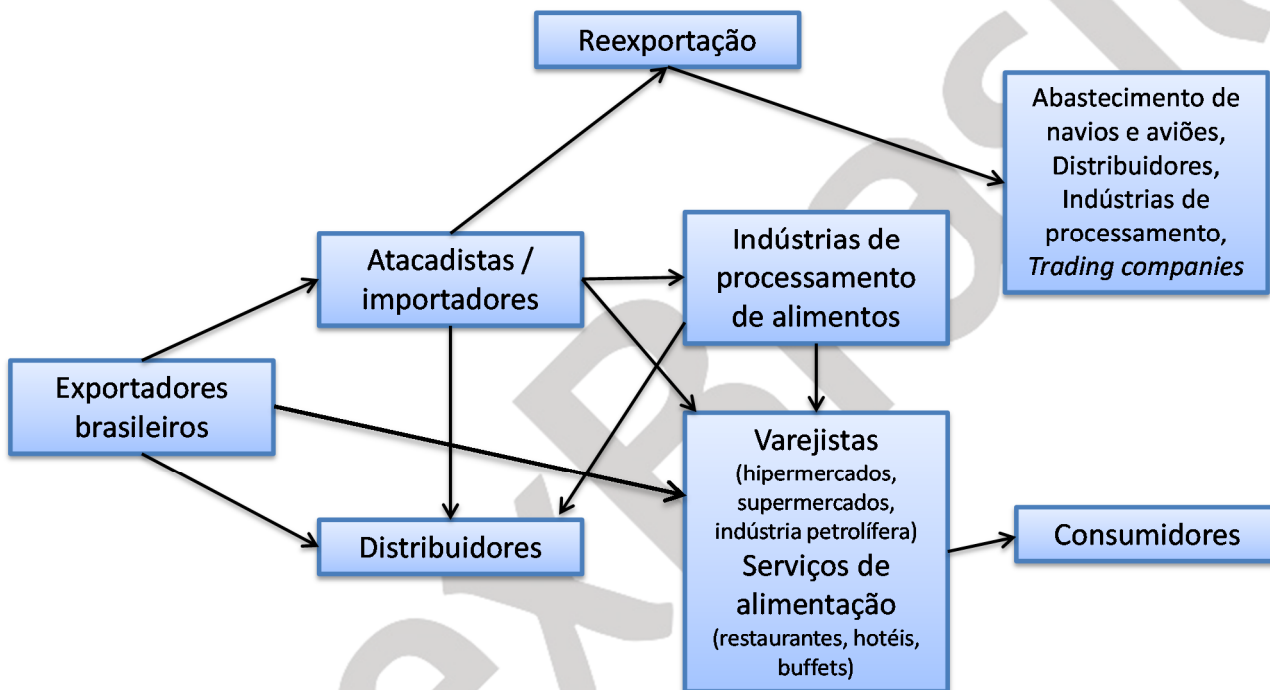 Reexportação
Abastecimento de
navios e aviões,
Distribuidores,
Indústrias de
processamento,
Trading companies
Atacadistas /
importadores
Indústrias de
processamento
de alimentos
Exportadores
brasileiros
Distribuidores
Varejistas
(hipermercados,
supermercados,
indústria petrolífera)
Serviços de
alimentação
(restaurantes, hotéis,
buffets)
Consumidores